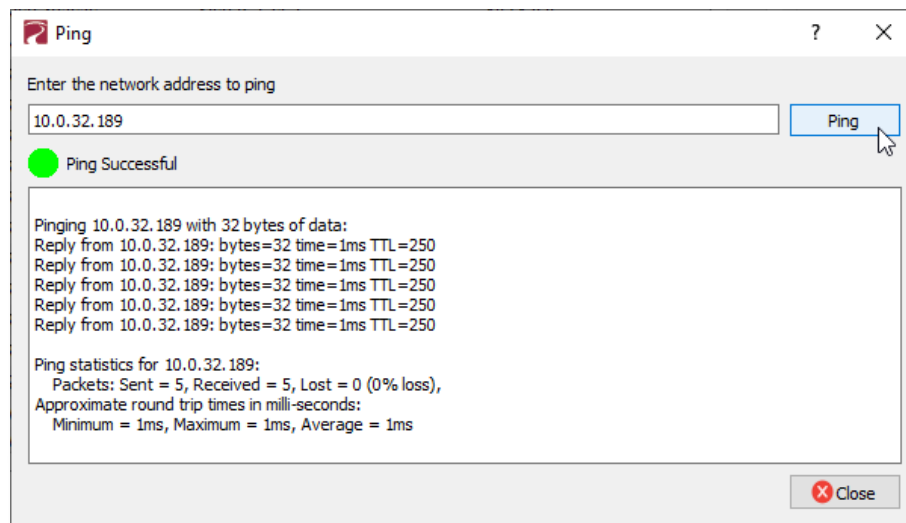 Ping
?
Enter the network address to ping
10.0.32.189
Ping
Ping Successful
Pinging 10.0.32.189 with 32 bytes of data:
Reply from 10.0.32.189: bytes=32 time=1ms TTL=250
Reply from 10.0.32.189: bytes=32 time=1ms TTL=250
Reply from 10.0.32.189: bytes=32 time=1ms TTL=250
Reply from 10.0.32.189: bytes=32 time=1ms TTL=250
Reply from 10.0.32.189: bytes=32 time=1ms TTL=250
Ping statistics for 10.0.32.189:
Packets: Sent = 5, Received = 5, Lost = 0 (0% loss),
Approximate round trip times in milli-seconds:
Minimum = 1ms, Maximum = 1ms, Average = 1ms
Close